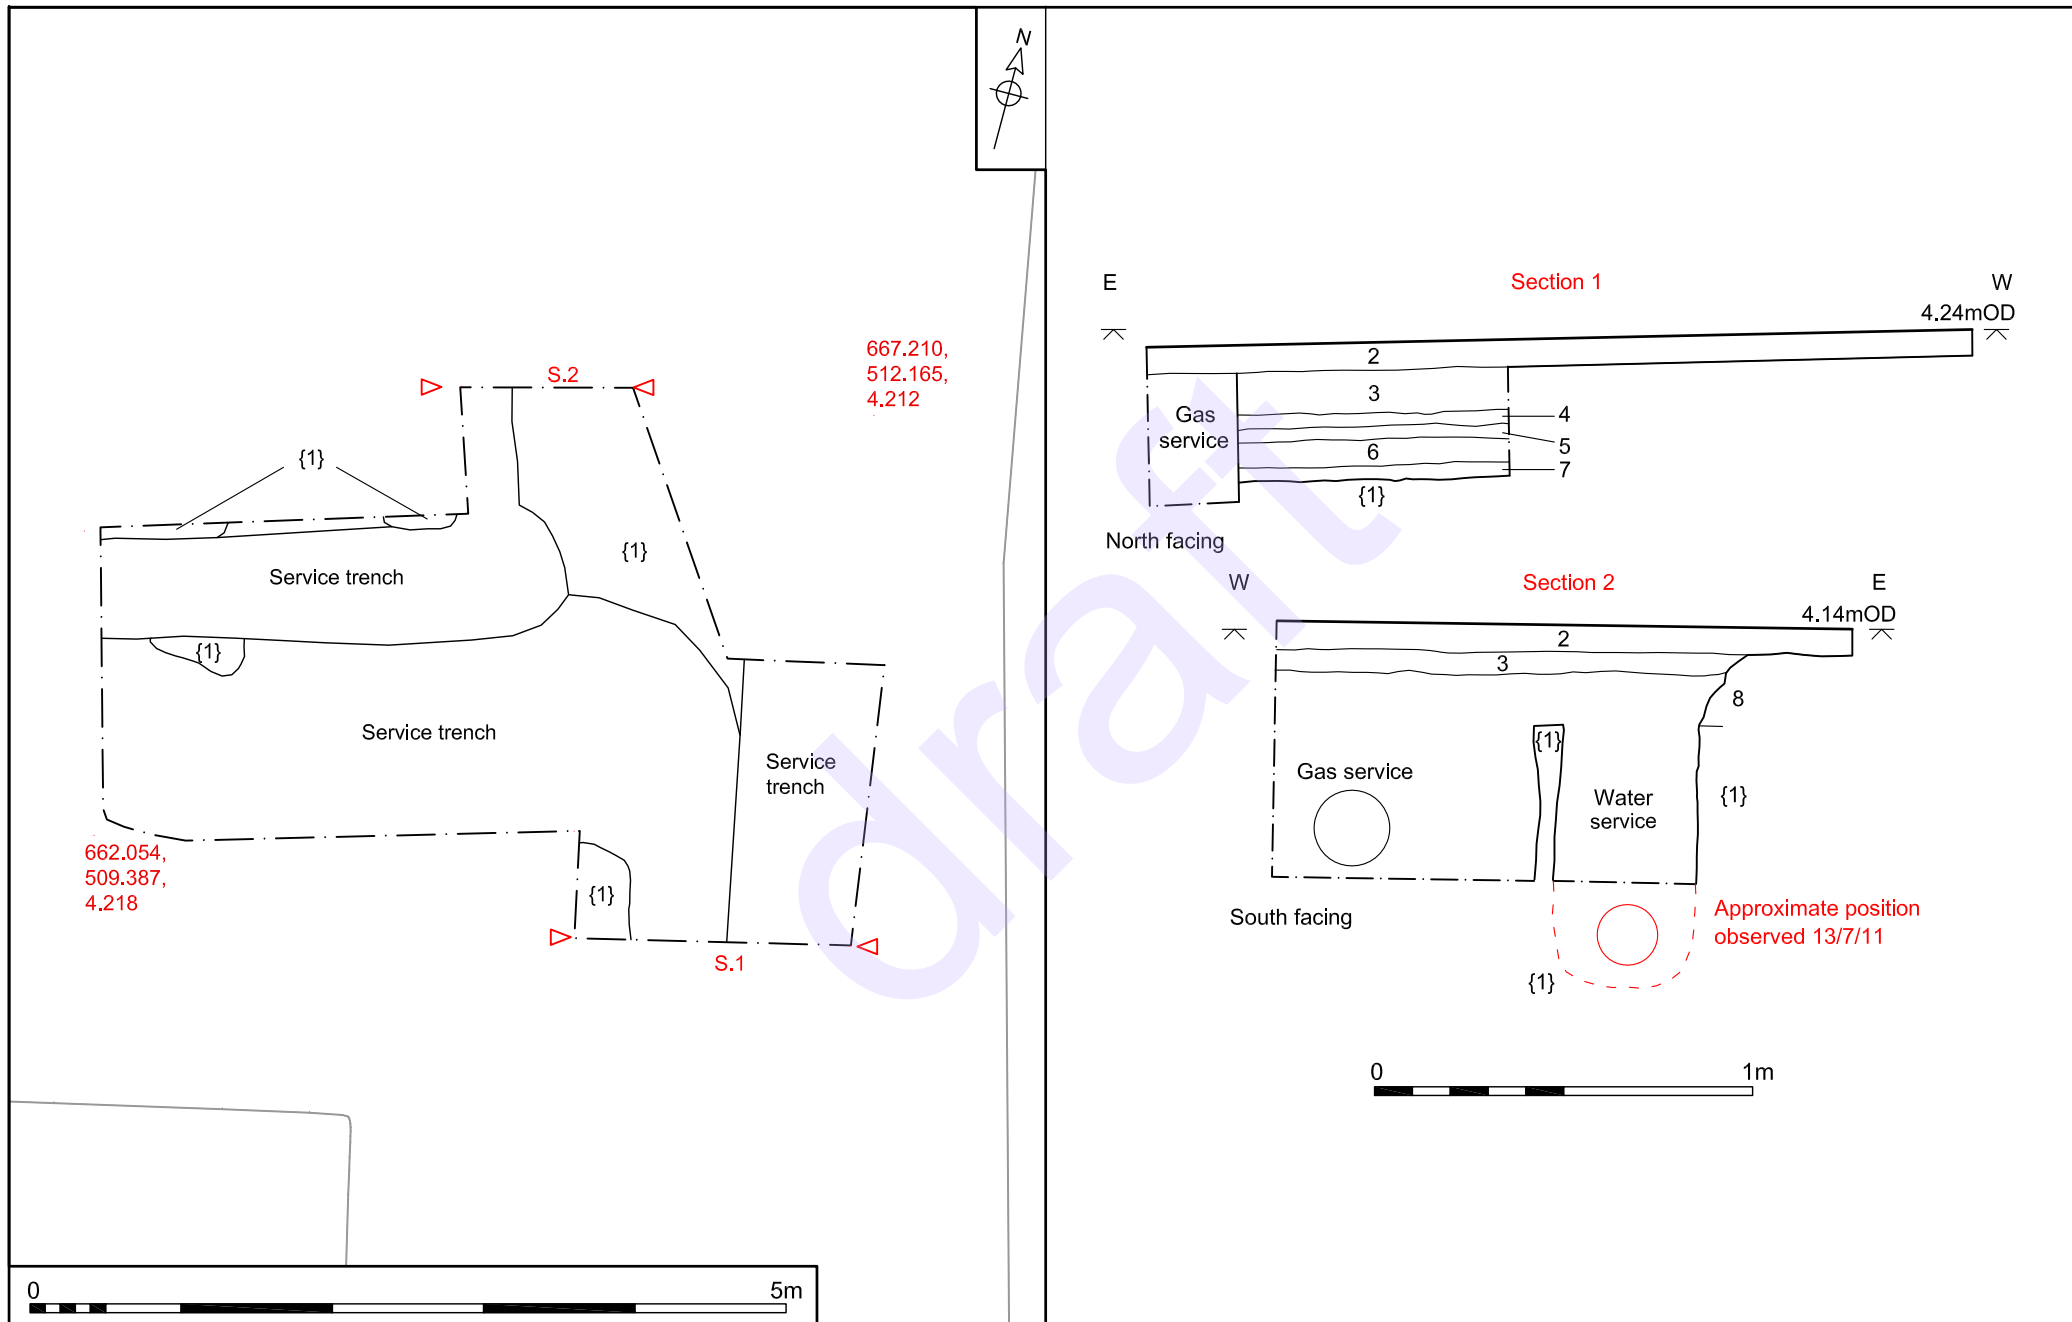 N
667.210,
512.165,
4.212
S.2
{1}
{1}
Service trench
{1}
Service trench
Service
trench
662.054,
509.387,
4.218
{1}
S.1
0 5m
E Section 1 W
4.24mOD
2
3
Gas
service
4
5
6
7
{1}
North facing
W Section 2 E
4.14mOD
2
3
8
{1}
Gas service
Water
service
{1}
South facing
Approximate position
observed 13/7/11
{1}
0 1m
draft